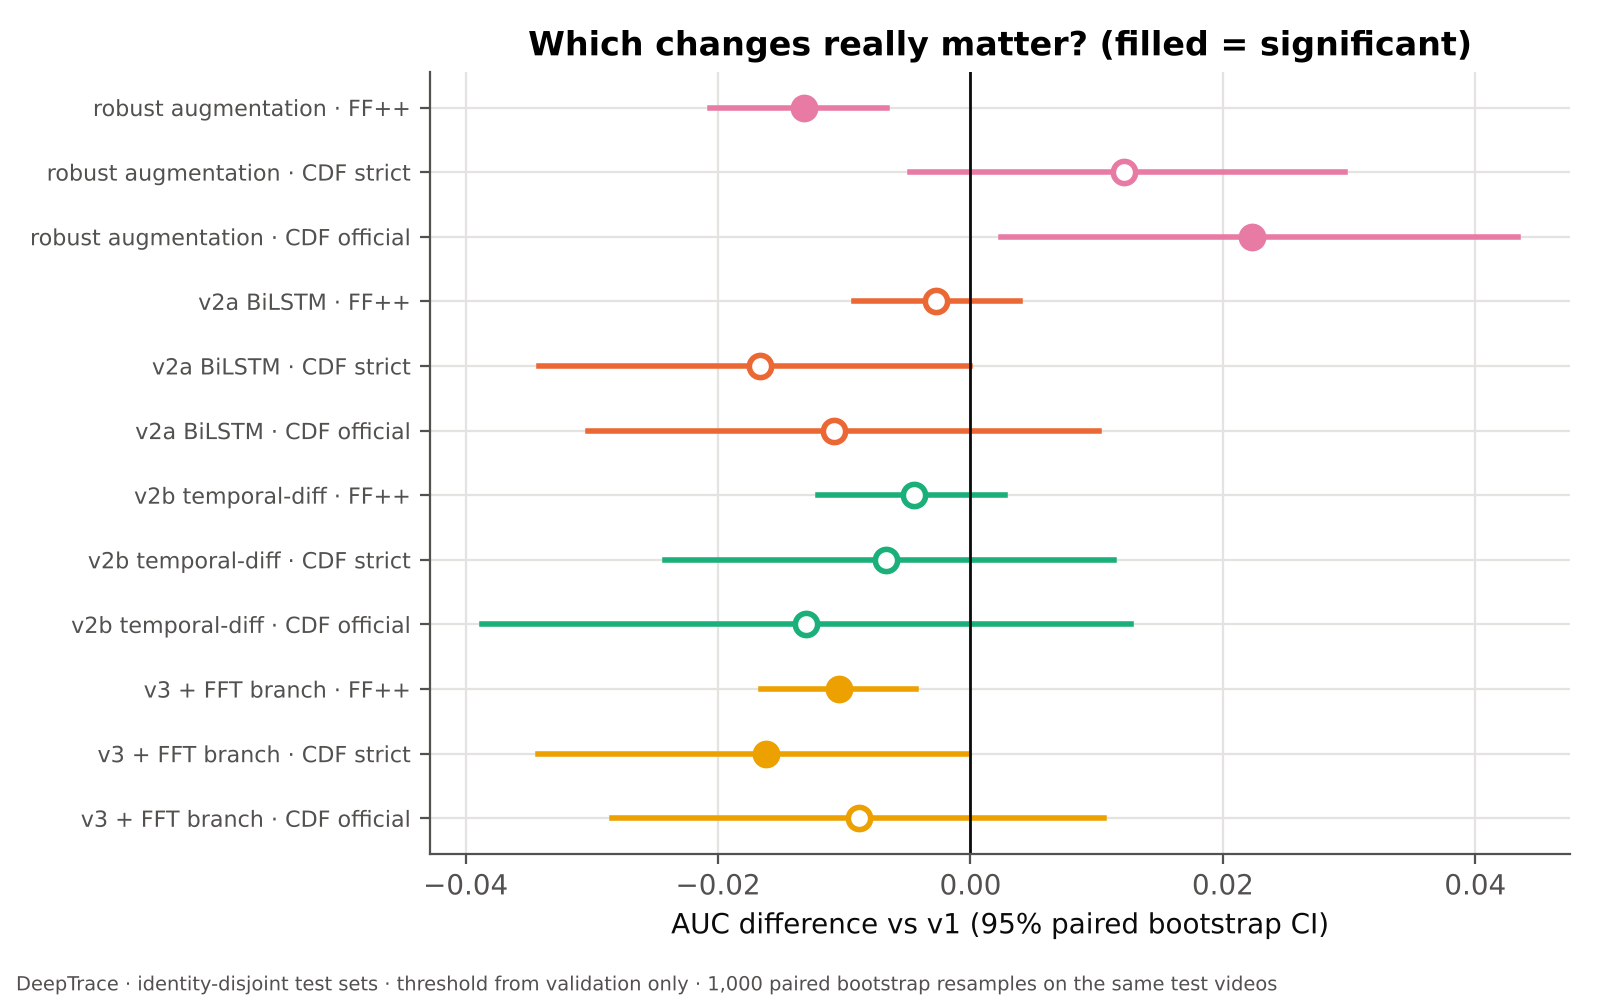 Which changes really matter? (filled = significant)
robust augmentation · FF++
robust augmentation · CDF strict
robust augmentation · CDF official
v2a BiLSTM · FF++
v2a BiLSTM · CDF strict
v2a BiLSTM · CDF official
v2b temporal-diff · FF++
v2b temporal-diff · CDF strict
v2b temporal-diff · CDF official
v3 + FFT branch · FF++
v3 + FFT branch · CDF strict
v3 + FFT branch · CDF official
−0.04 −0.02 0.00 0.02 0.04
AUC difference vs v1 (95% paired bootstrap CI)
DeepTrace · identity-disjoint test sets · threshold from validation only · 1,000 paired bootstrap resamples on the same test videos